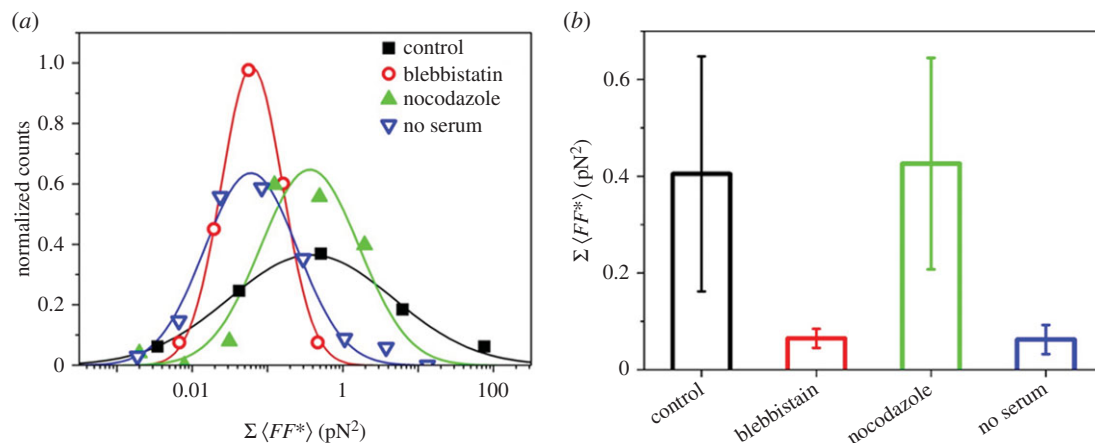 (a)
control
blebbistatin
nocodazole
no serum
normalized counts
1.0
0.8
0.6
0.4
0.2
0
0.01
1
100
Σ ⟨FF*⟩ (pN²)
(b)
Σ ⟨FF*⟩ (pN²)
0.6
0.4
0.2
0
control
blebbistain
nocodazole
no serum